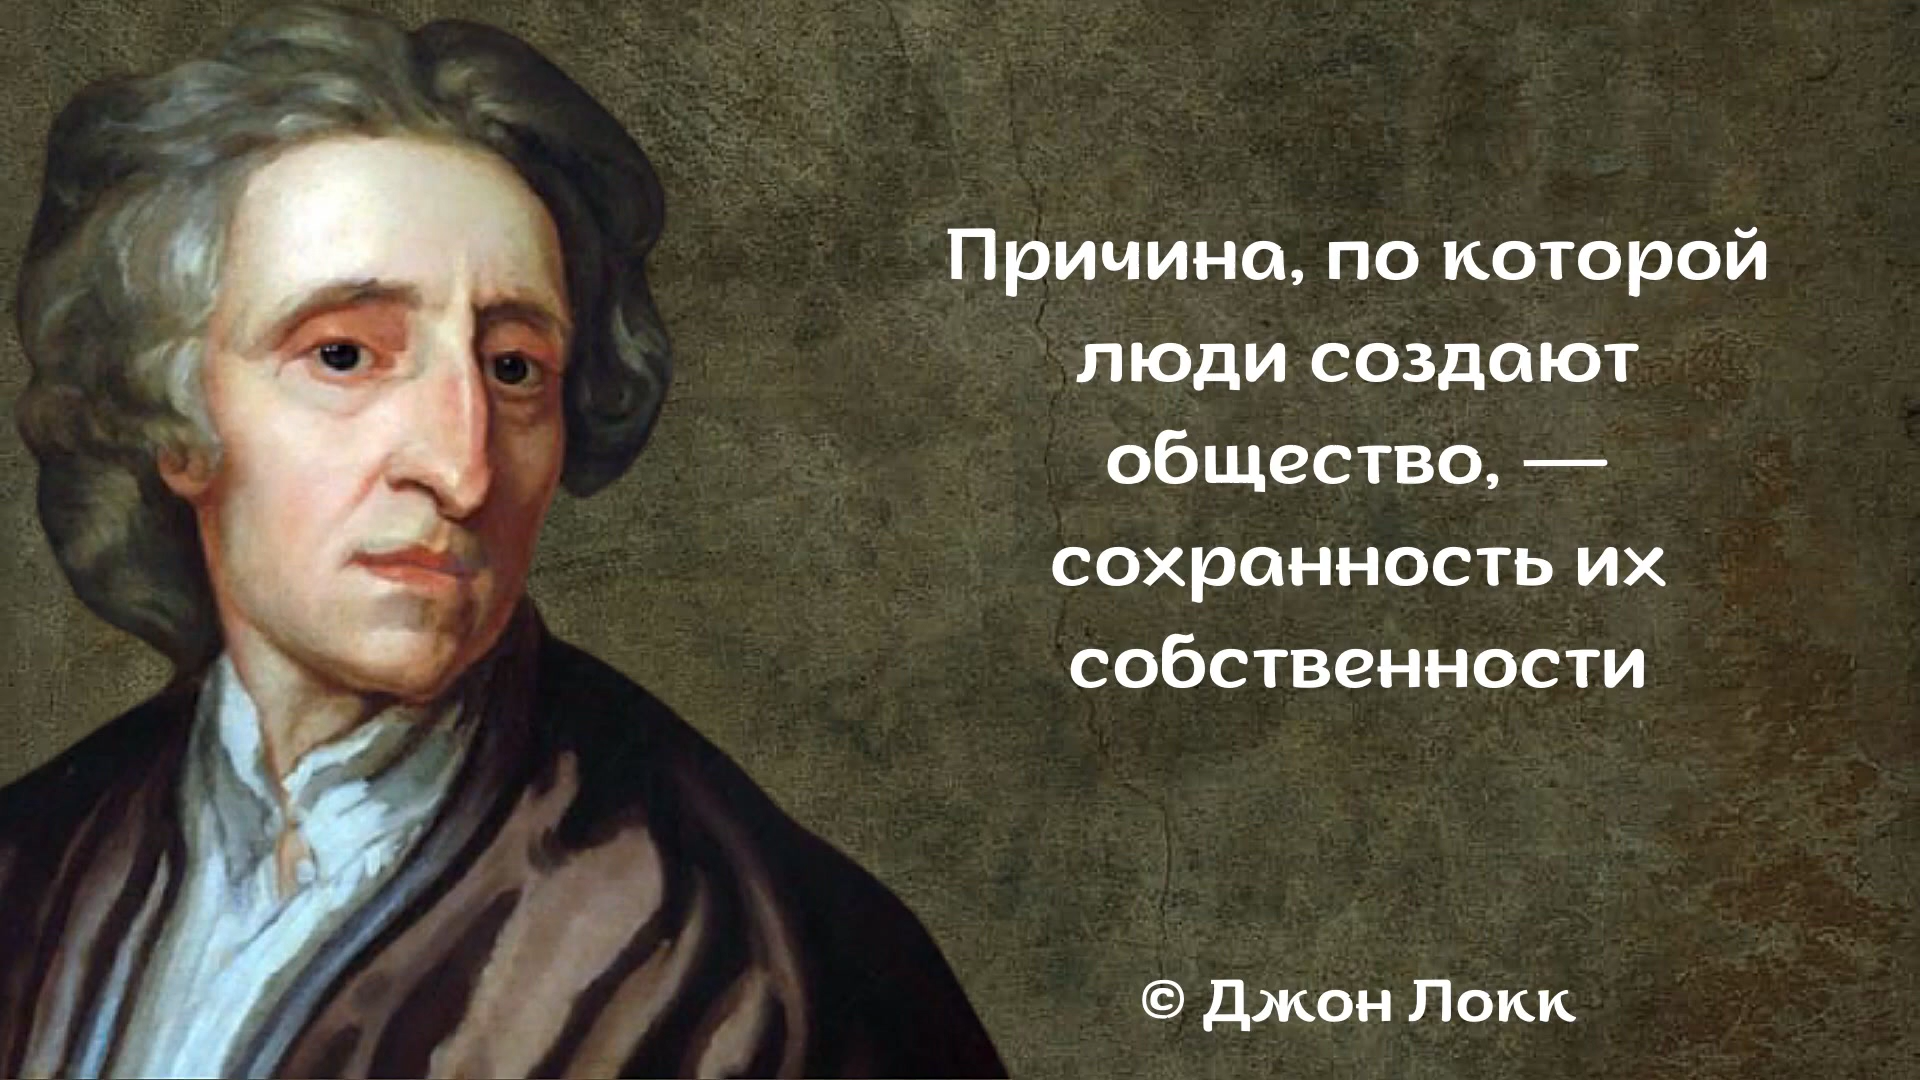 Причина, по которой
люди создают
общество, —
сохранность их
собственности
© Джон Локк